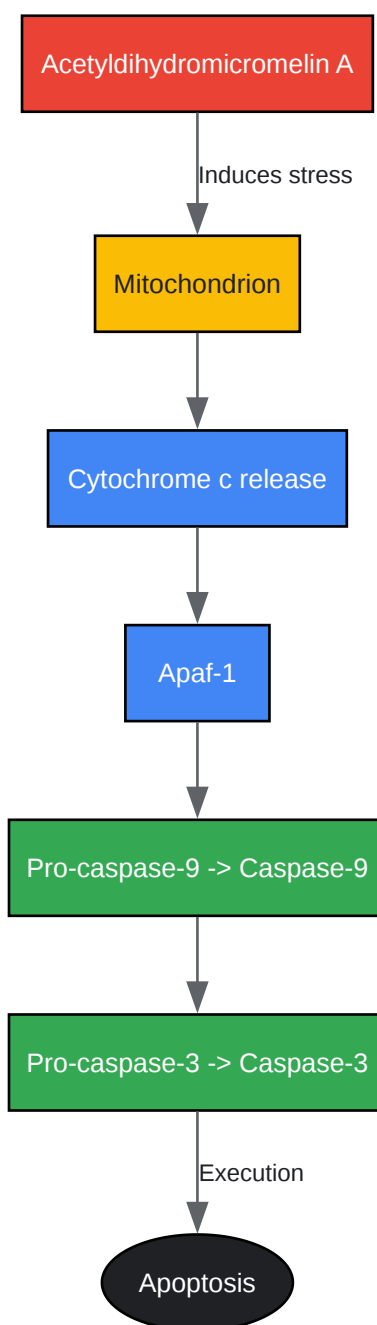 Acetyldihydromicromelin A
Induces stress
Mitochondrion
Cytochrome c release
Apaf-1
Pro-caspase-9 -> Caspase-9
Pro-caspase-3 -> Caspase-3
Execution
Apoptosis